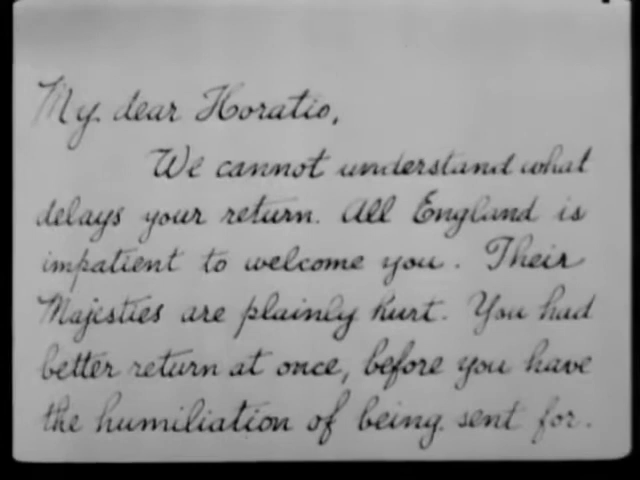 My dear Horatio,
We cannot understand what
delays your return. All England is
impatient to welcome you. Their
Majesties are plainly hurt. You had
better return at once, before you have
the humiliation of being sent for.